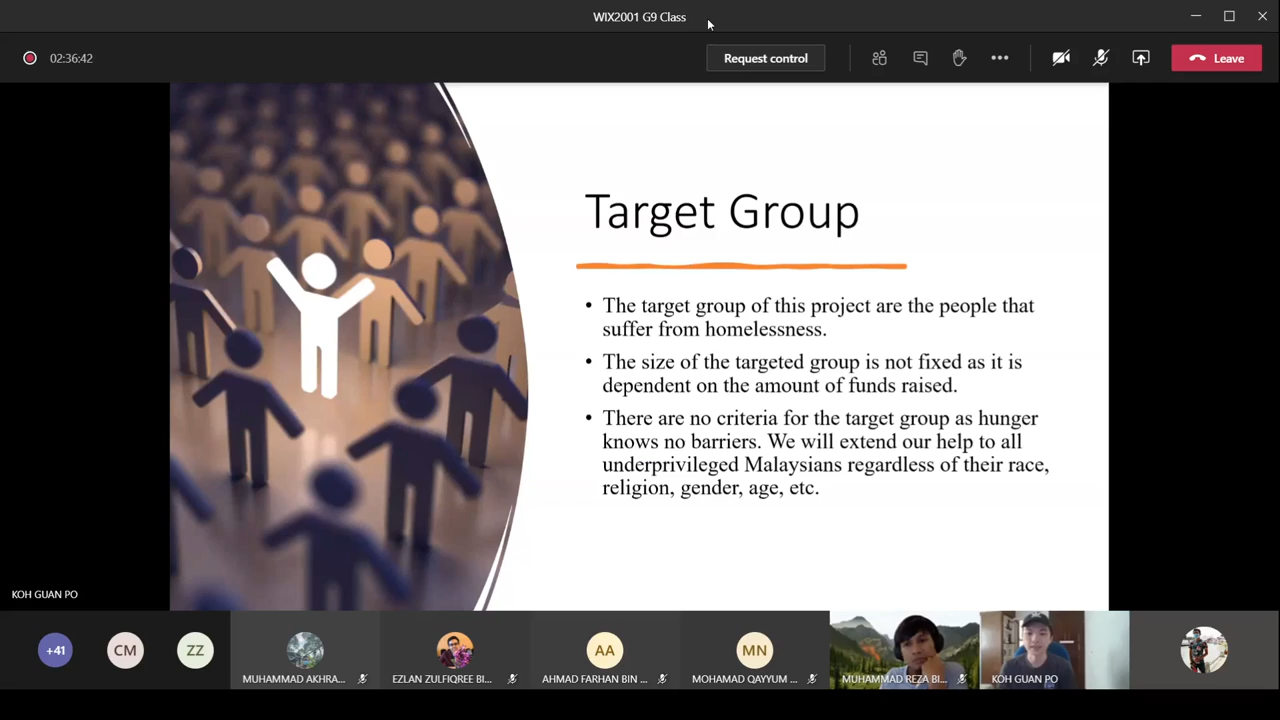 WIX2001 G9 Class
02:36:42
Request control
Leave
Target Group
• The target group of this project are the people that
suffer from homelessness.
• The size of the targeted group is not fixed as it is
dependent on the amount of funds raised.
• There are no criteria for the target group as hunger
knows no barriers. We will extend our help to all
underprivileged Malaysians regardless of their race,
religion, gender, age, etc.
KOH GUAN PO
+41
CM
ZZ
MUHAMMAD AKHRA...
EZLAN ZULFIQREE BI...
AA
AHMAD FARHAN BIN ...
MN
MOHAMAD QAYYUM ...
MUHAMMAD REZA BI...
KOH GUAN PO